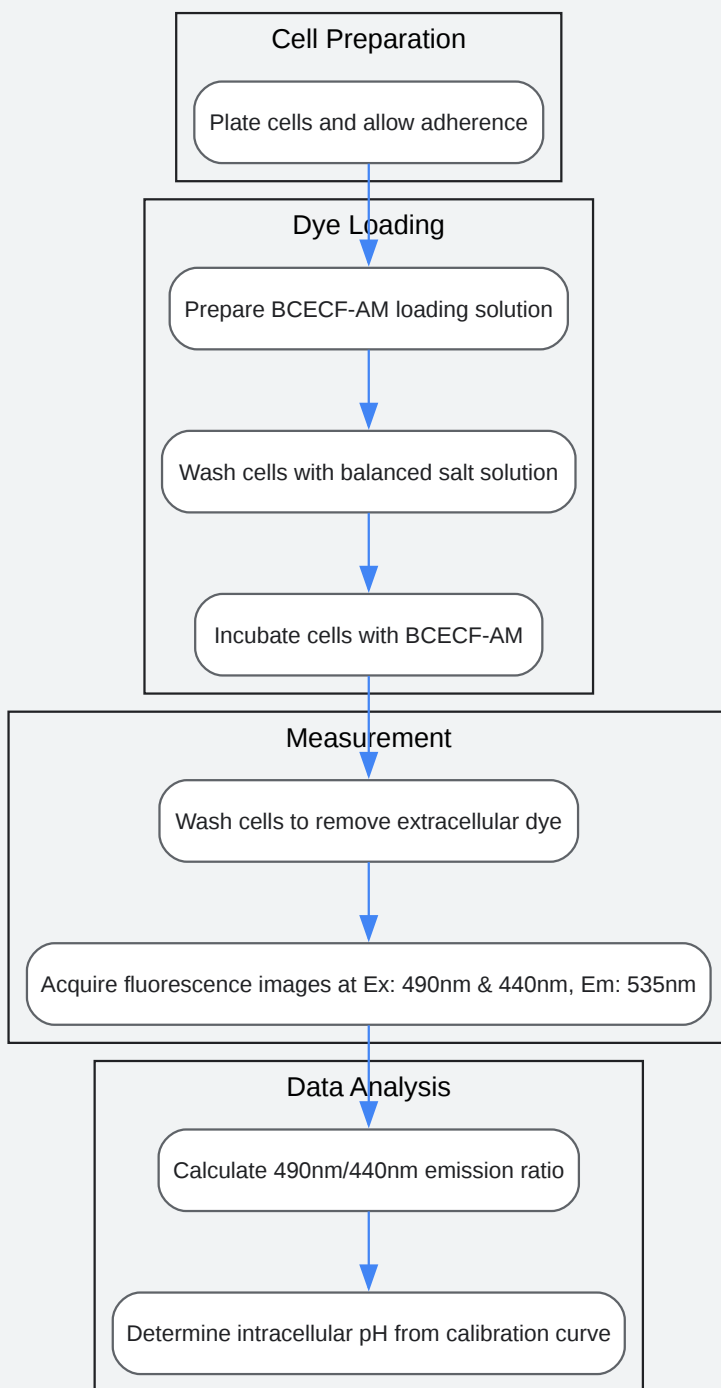 Cell Preparation
Plate cells and allow adherence
Dye Loading
Prepare BCECF-AM loading solution
Wash cells with balanced salt solution
Incubate cells with BCECF-AM
Measurement
Wash cells to remove extracellular dye
Acquire fluorescence images at Ex: 490nm & 440nm, Em: 535nm
Data Analysis
Calculate 490nm/440nm emission ratio
Determine intracellular pH from calibration curve